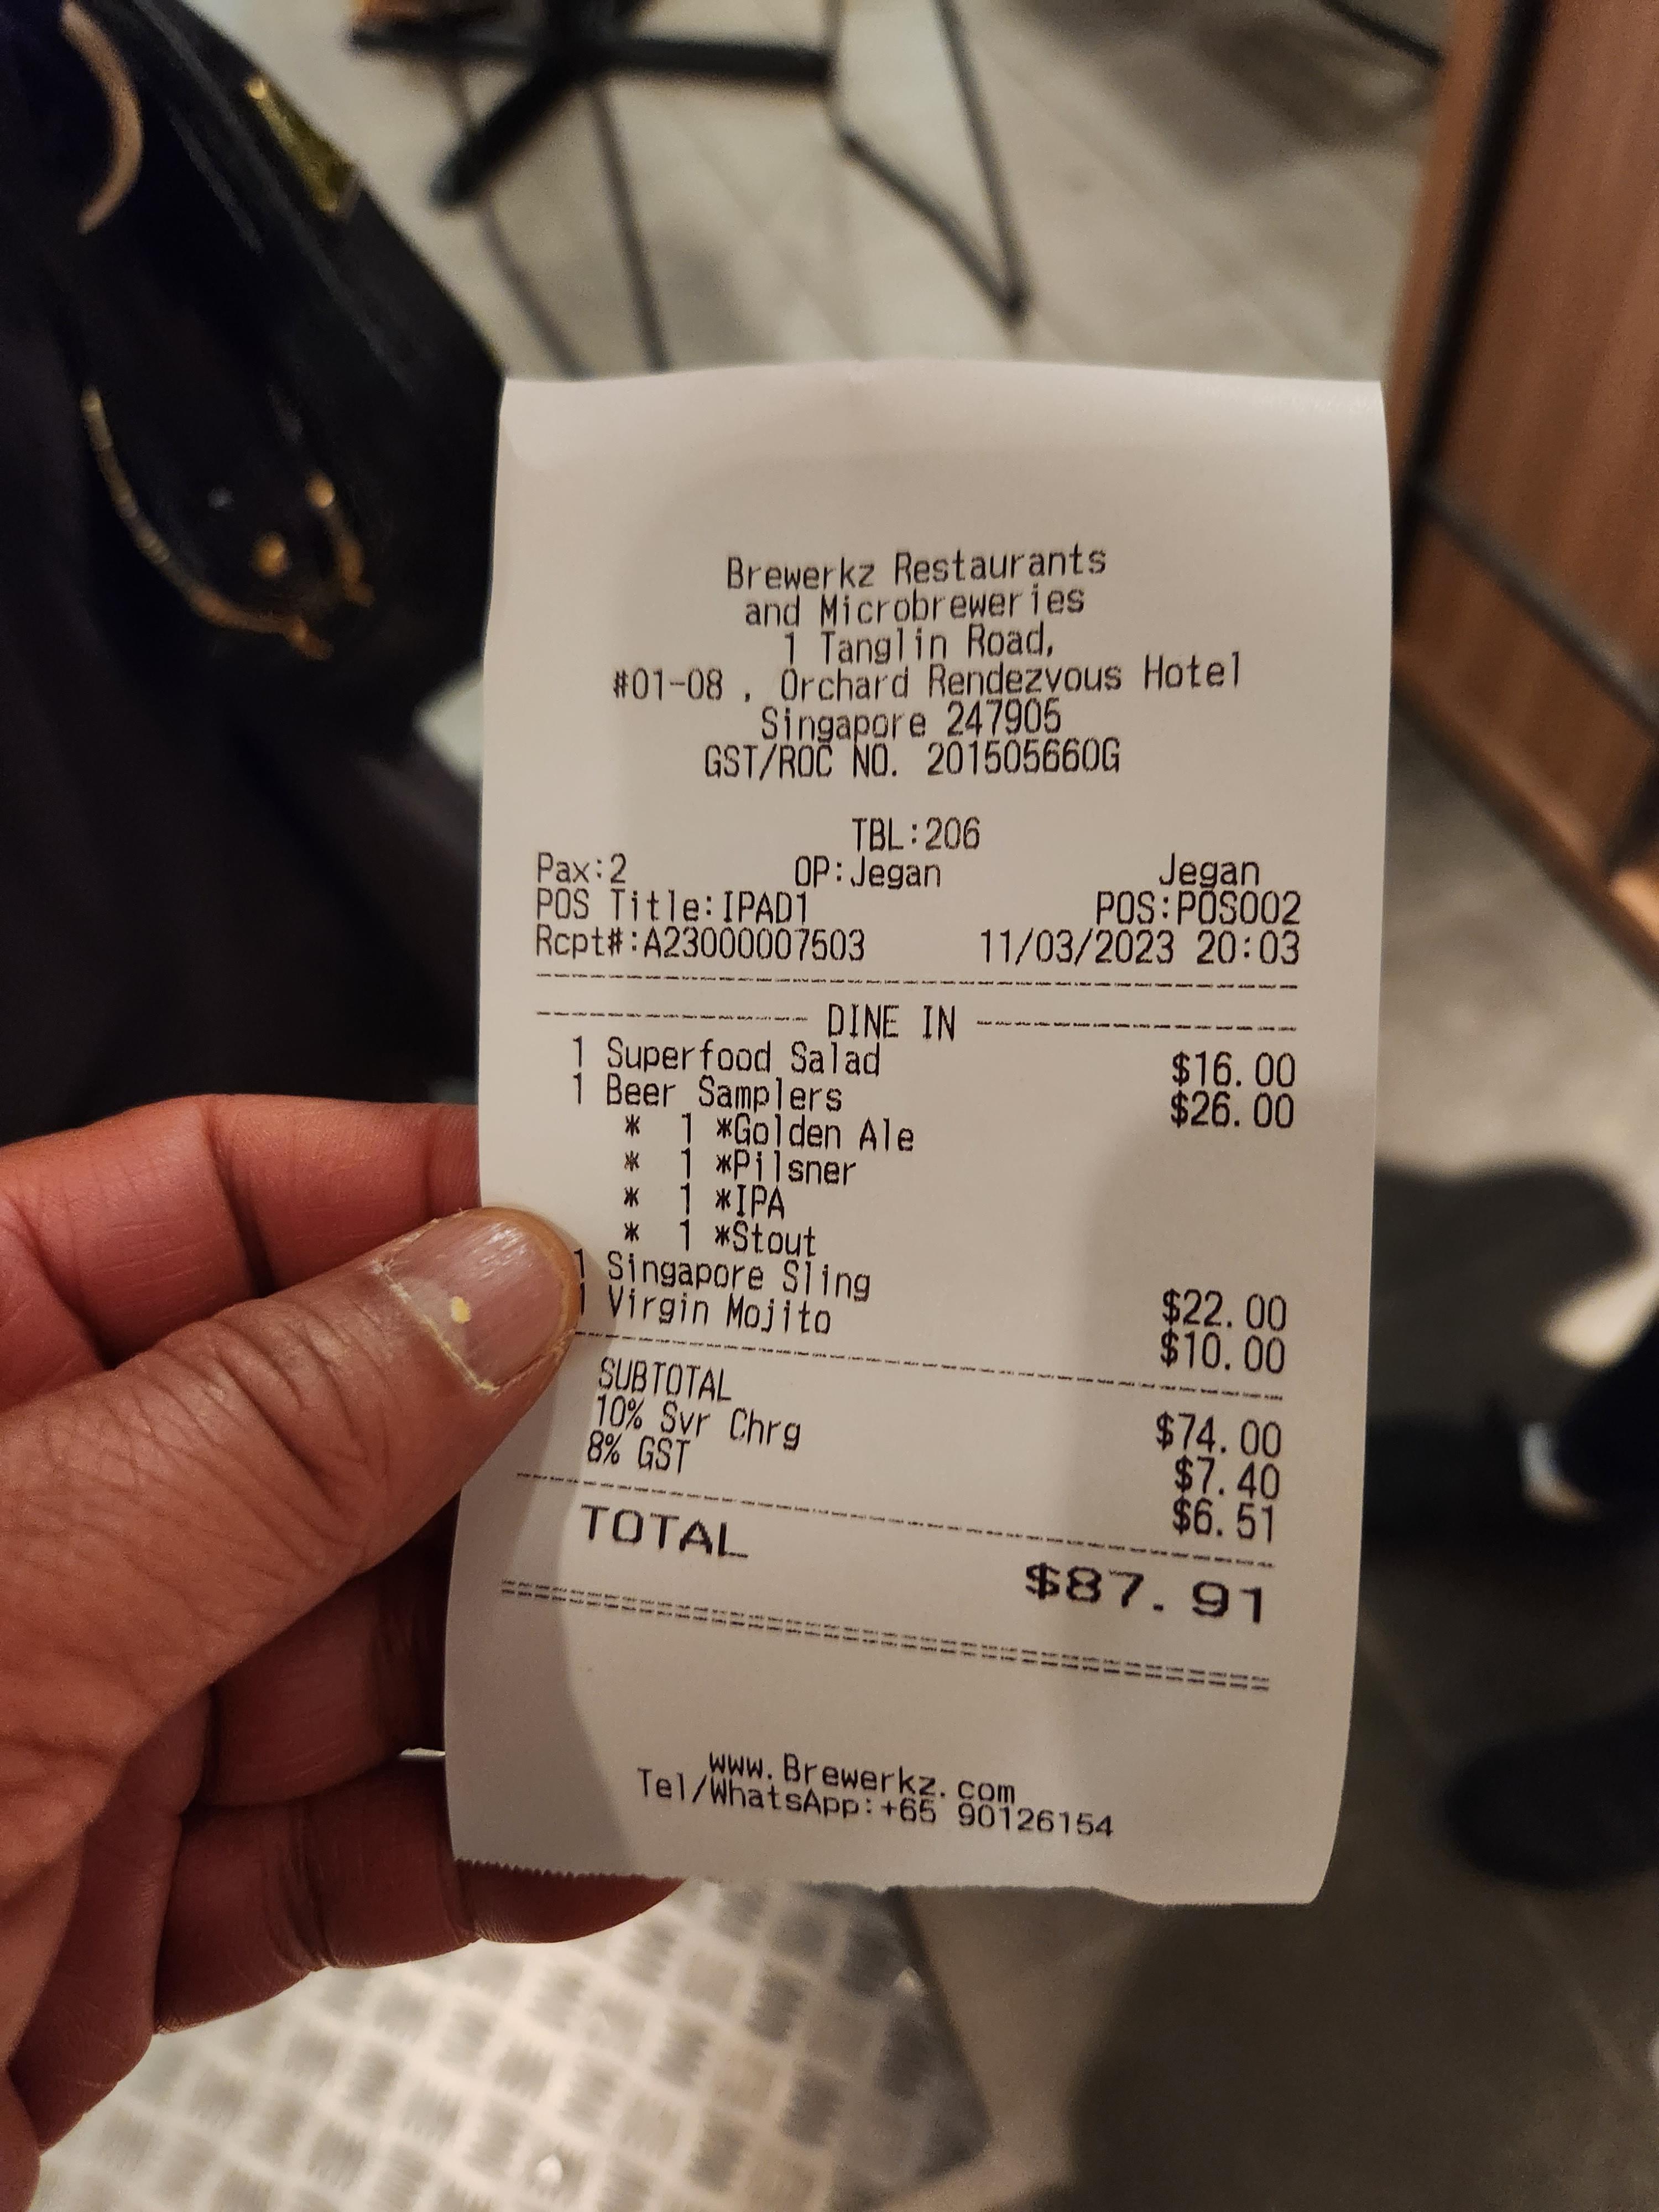 Brewerkz Restaurants
and Microbreweries
1 Tanglin Road,
#01-08 , Orchard Rendezvous Hotel
Singapore 247905
GST/ROC NO. 201505660G
TBL:206
Pax:2 OP:Jegan Jegan
POS Title:IPAD1 POS:POS002
Rcpt#:A23000007503 11/03/2023 20:03
DINE IN
1 Superfood Salad $16.00
1 Beer Samplers $26.00
* 1 *Golden Ale
* 1 *Pilsner
* 1 *IPA
* 1 *Stout
1 Singapore Sling $22.00
1 Virgin Mojito $10.00
SUBTOTAL $74.00
10% Svr Chrg $7.40
8% GST $6.51
TOTAL $87.91
www.Brewerkz.com
Tel/WhatsApp:+65 90126154